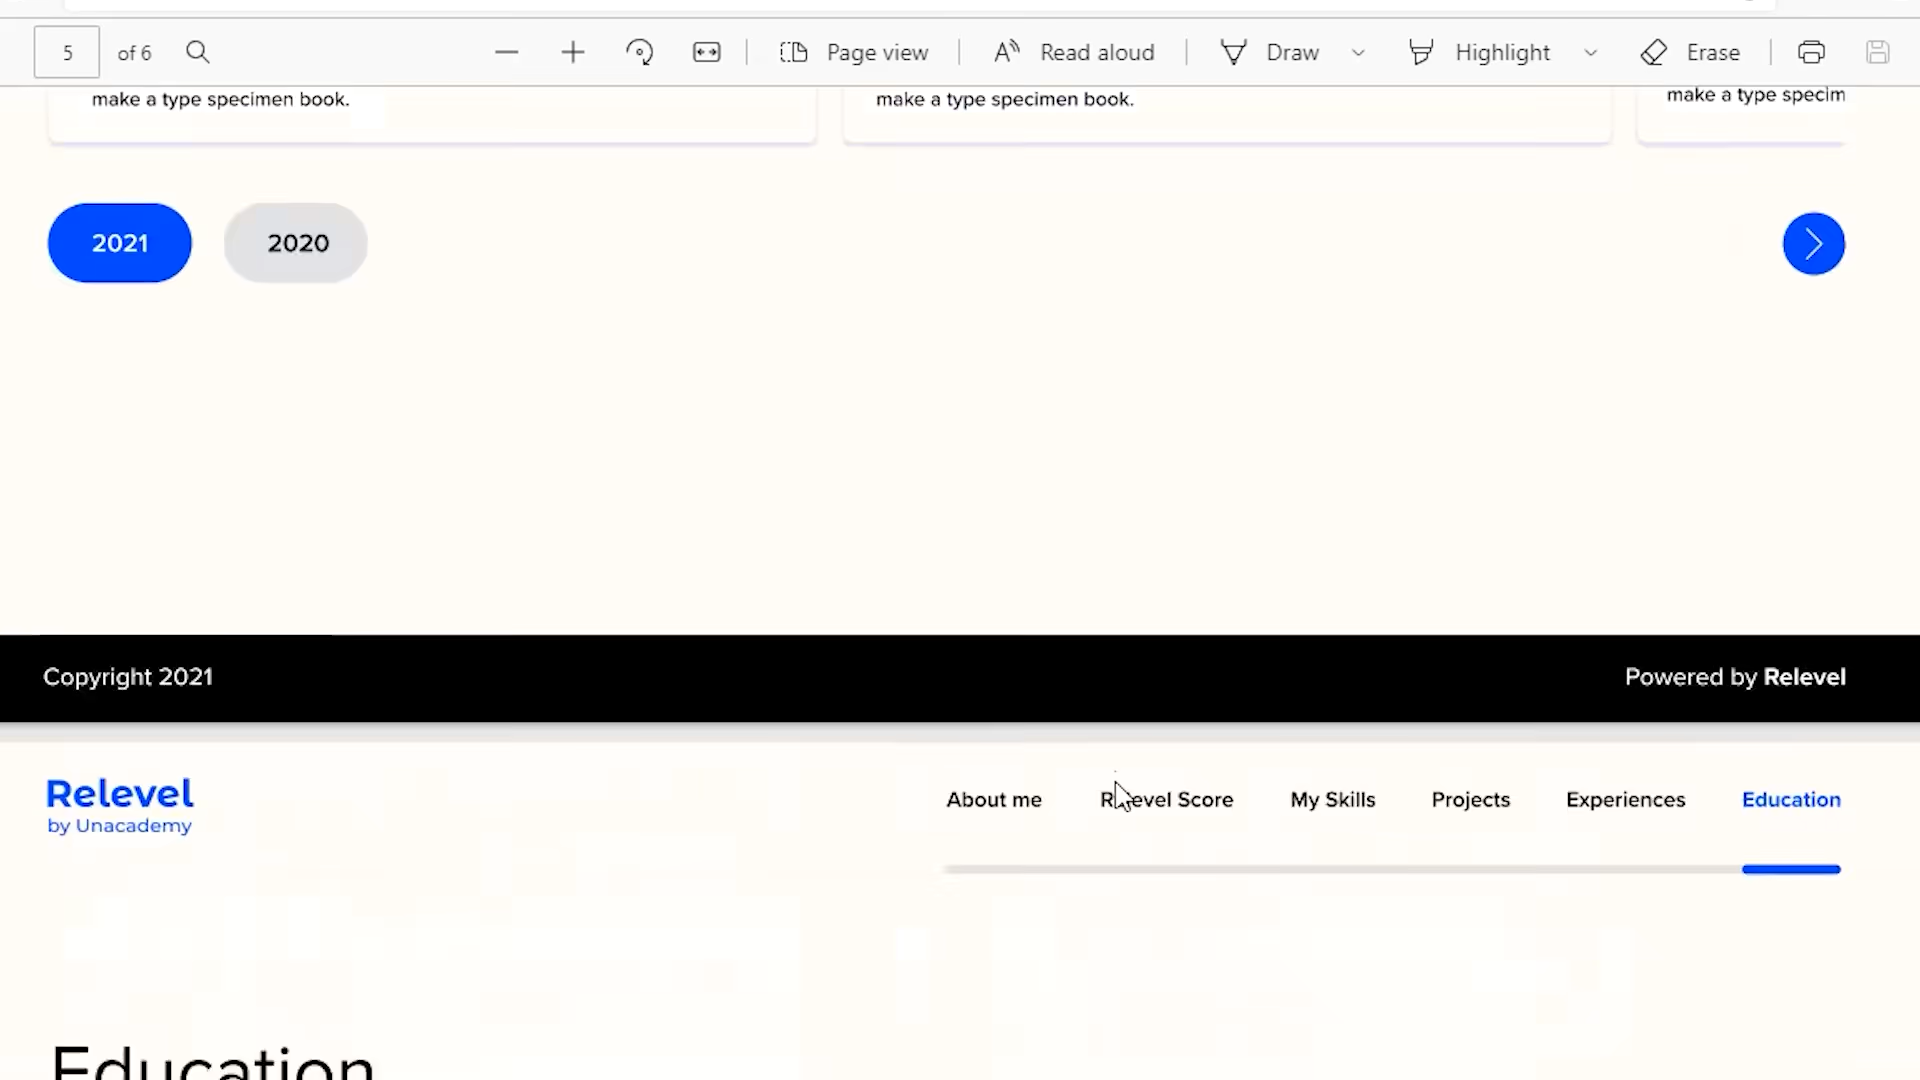 5 of 6 Page view Read aloud Draw Highlight Erase
make a type specimen book. make a type specimen book. make a type specim
2021 2020
Copyright 2021 Powered by Relevel
Relevel
by Unacademy
About me Relevel Score My Skills Projects Experiences Education
Education